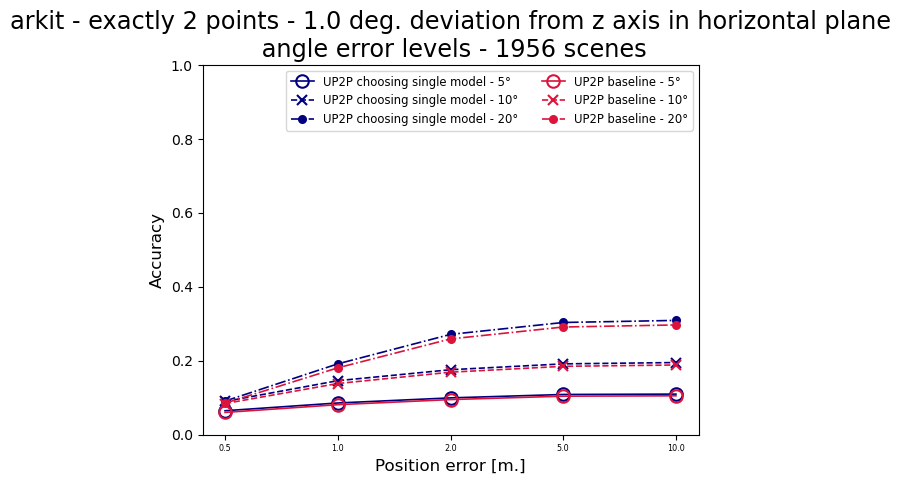 arkit - exactly 2 points - 1.0 deg. deviation from z axis in horizontal plane
angle error levels - 1956 scenes
UP2P choosing single model - 5°
UP2P choosing single model - 10°
UP2P choosing single model - 20°
UP2P baseline - 5°
UP2P baseline - 10°
UP2P baseline - 20°
Accuracy
1.0
0.8
0.6
0.4
0.2
0.0
0.5 1.0 2.0 5.0 10.0
Position error [m.]